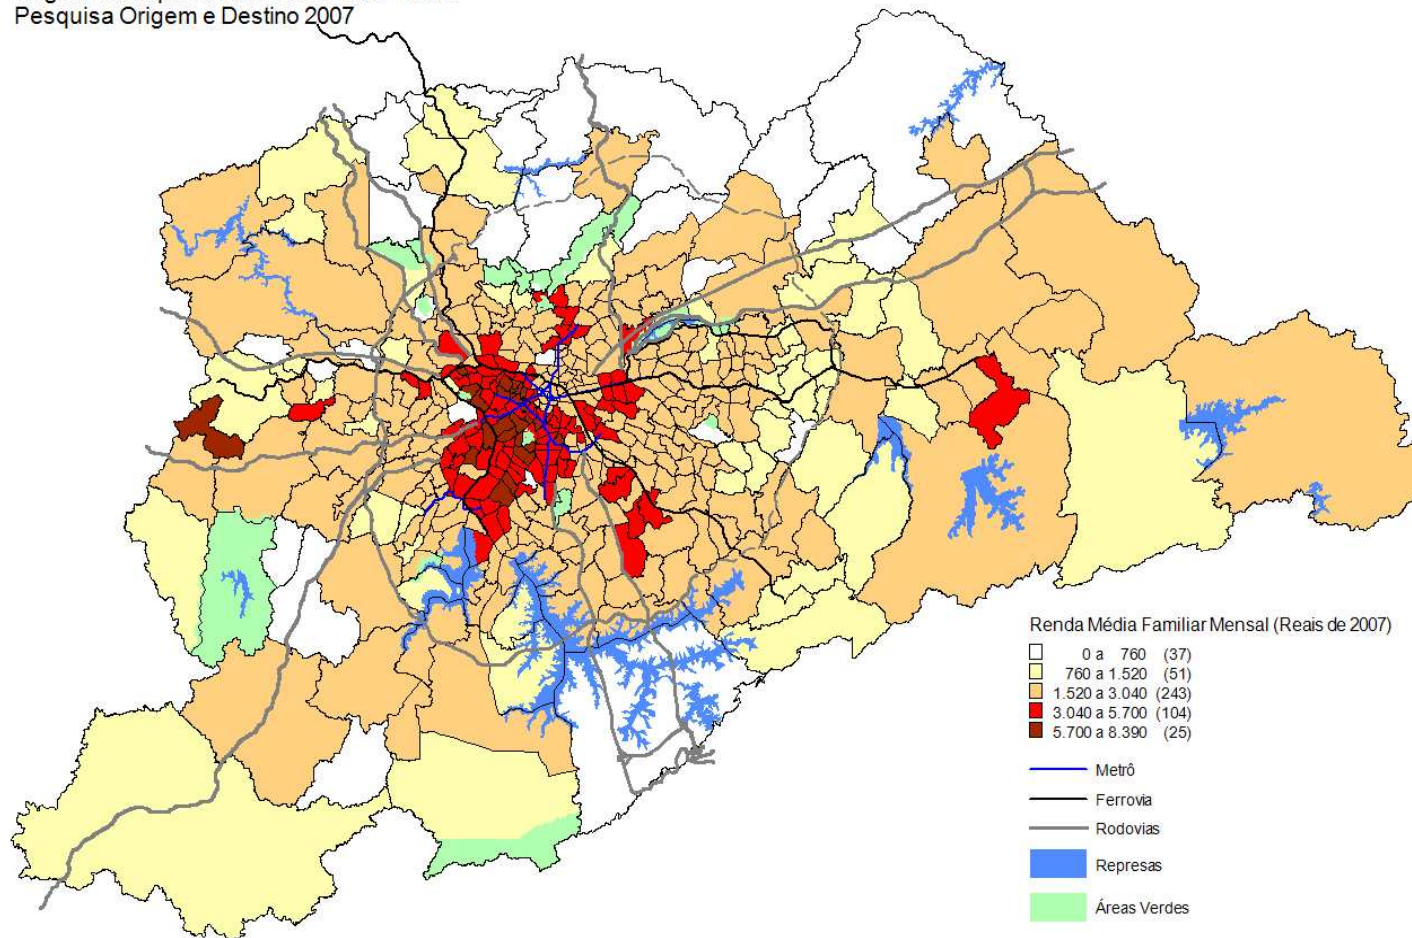 Pesquisa Origem e Destino 2007
Renda Média Familiar Mensal (Reais de 2007)
0 a 760 (37)
760 a 1.520 (51)
1.520 a 3.040 (243)
3.040 a 5.700 (104)
5.700 a 8.390 (25)
Metrô
Ferrovia
Rodovias
Represas
Áreas Verdes